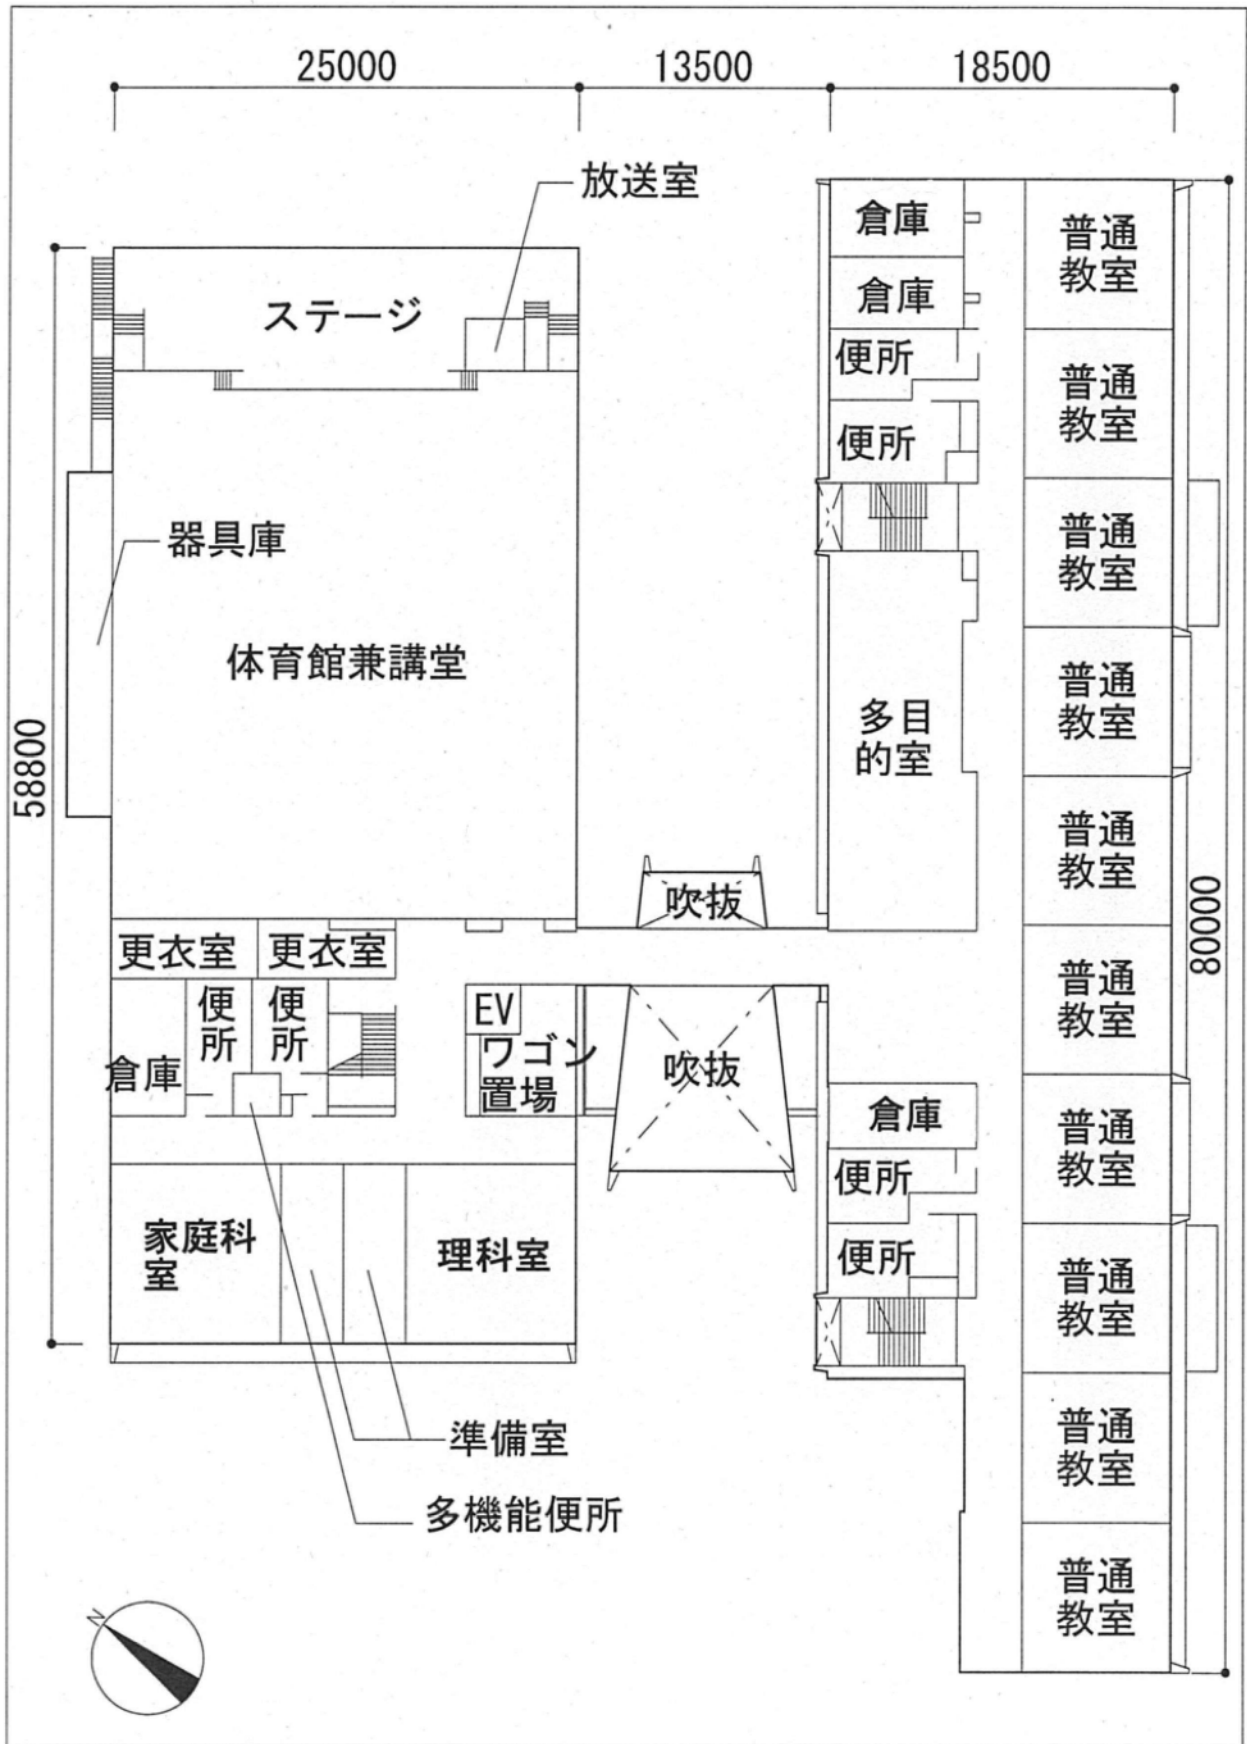 25000
13500
18500
放送室
倉庫
普通
教室
ステージ
倉庫
便所
普通
教室
便所
器具庫
普通
教室
体育館兼講堂
普通
教室
多目
的室
58800
普通
教室
80000
吹抜
更衣室
更衣室
普通
教室
便
所
便
所
EV
ワゴン
置場
倉庫
吹抜
倉庫
普通
教室
便所
家庭科
室
理科室
便所
普通
教室
準備室
普通
教室
多機能便所
普通
教室
N